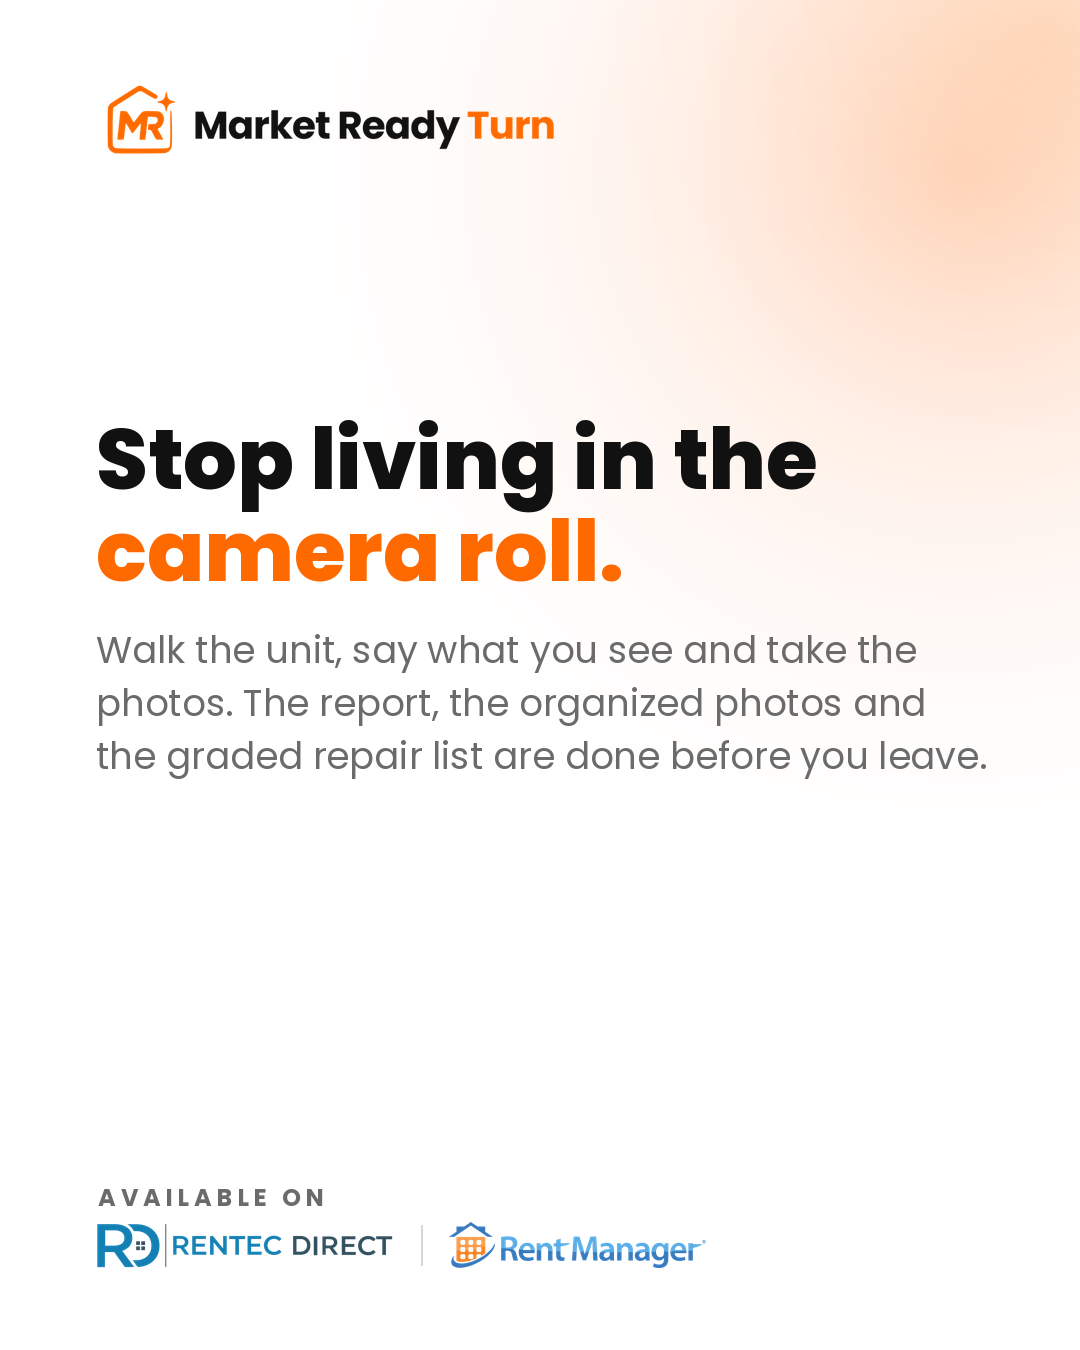 MR Market Ready Turn
Stop living in the
camera roll.
Walk the unit, say what you see and take the
photos. The report, the organized photos and
the graded repair list are done before you leave.
AVAILABLE ON
RD RENTEC DIRECT
Rent Manager